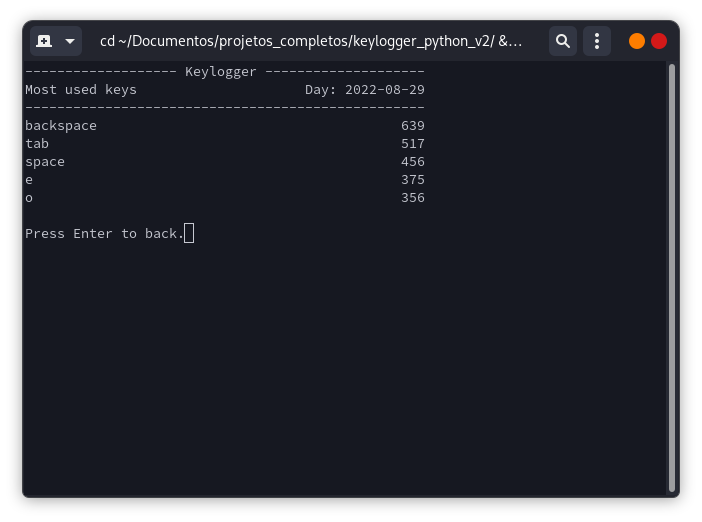 cd ~/Documentos/projetos_completos/keylogger_python_v2/ &...
------------------- Keylogger --------------------
Most used keys                     Day: 2022-08-29
--------------------------------------------------
backspace                                      639
tab                                            517
space                                          456
e                                              375
o                                              356
Press Enter to back.